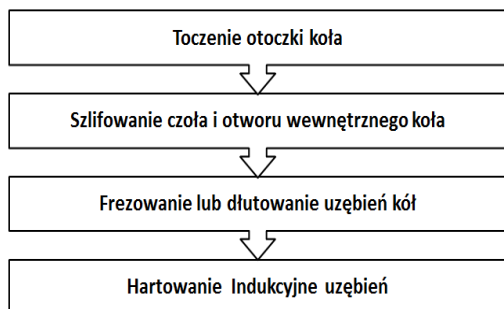 Toczenie otoczki koła
Szlifowanie czoła i otworu wewnętrznego koła
Frezowanie lub dłutowanie uzębień kół
Hartowanie Indukcyjne uzębień